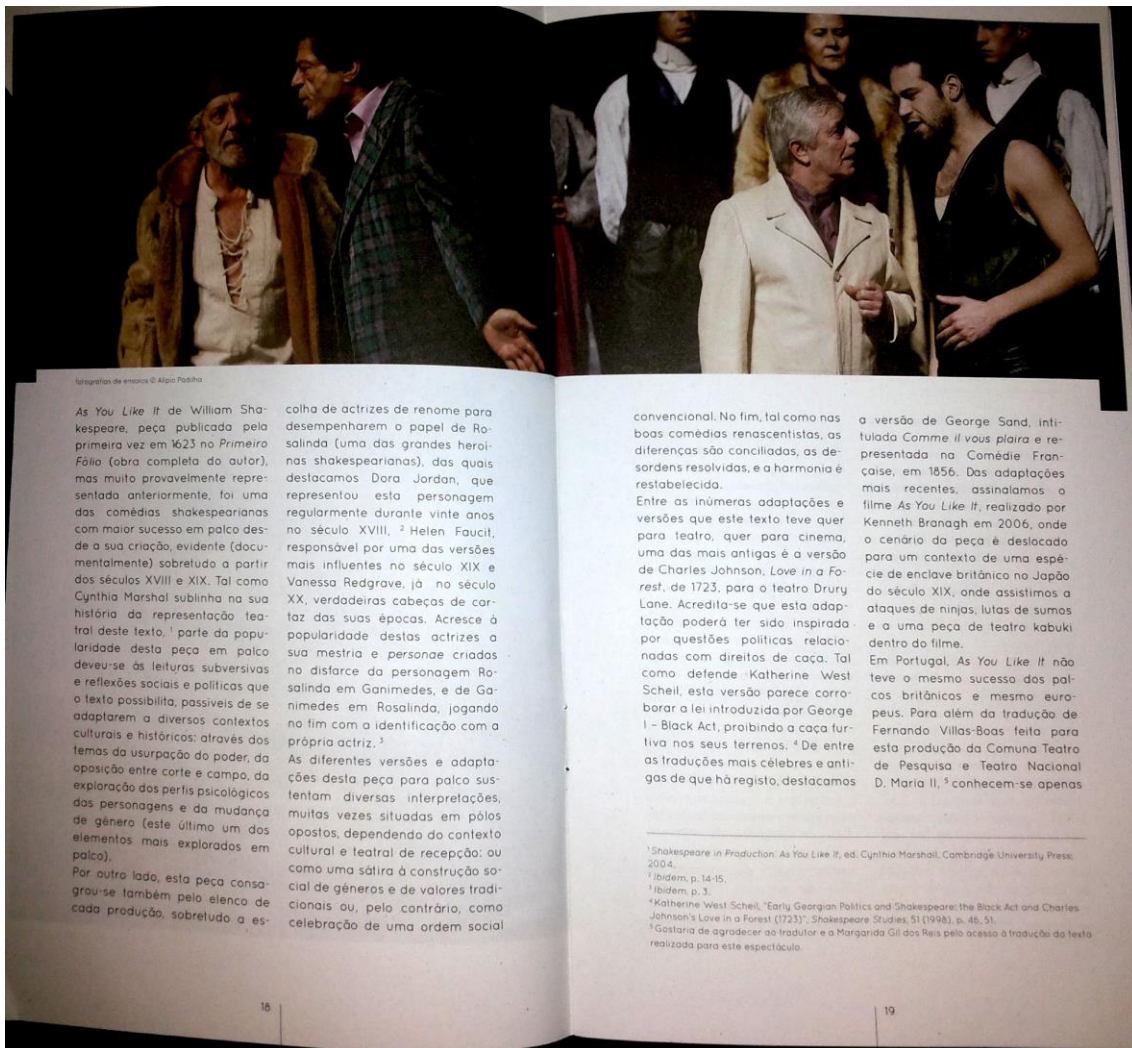 fotografias de ensaios © Alípio Padilha
As You Like It de William Sha-
kespeare, peça publicada pela
primeira vez em 1623 no Primeiro
Fólio (obra completa do autor),
mas muito provavelmente repre-
sentada anteriormente, foi uma
das comédias shakespearianas
com maior sucesso em palco des-
de a sua criação, evidente (docu-
mentalmente) sobretudo a partir
dos séculos XVIII e XIX. Tal como
Cynthia Marshal sublinha na sua
história da representação tea-
tral deste texto, ¹ parte da popu-
laridade desta peça em palco
deveu-se às leituras subversivas
e reflexões sociais e políticas que
o texto possibilita, passíveis de se
adaptarem a diversos contextos
culturais e históricos: através dos
temas da usurpação do poder, da
oposição entre corte e campo, da
exploração dos perfis psicológicos
das personagens e da mudança
de género (este último um dos
elementos mais explorados em
palco).
Por outro lado, esta peça consa-
grou-se também pelo elenco de
cada produção, sobretudo a es-
colha de actrizes de renome para
desempenharem o papel de Ro-
salinda (uma das grandes heroí-
nas shakespearianas), das quais
destacamos Dora Jordan, que
representou esta personagem
regularmente durante vinte anos
no século XVIII, ² Helen Faucit,
responsável por uma das versões
mais influentes no século XIX e
Vanessa Redgrave, já no século
XX, verdadeiras cabeças de car-
taz das suas épocas. Acresce à
popularidade destas actrizes a
sua mestria e personae criadas
no disfarce da personagem Ro-
salinda em Ganimedes, e de Ga-
nimedes em Rosalinda, jogando
no fim com a identificação com a
própria actriz. ³
As diferentes versões e adapta-
ções desta peça para palco sus-
tentam diversas interpretações,
muitas vezes situadas em pólos
opostos, dependendo do contexto
cultural e teatral de recepção: ou
como uma sátira à construção so-
cial de géneros e de valores tradi-
cionais ou, pelo contrário, como
celebração de uma ordem social
18
convencional. No fim, tal como nas
boas comédias renascentistas, as
diferenças são conciliadas, as de-
sordens resolvidas, e a harmonia é
restabelecida.
Entre as inúmeras adaptações e
versões que este texto teve quer
para teatro, quer para cinema,
uma das mais antigas é a versão
de Charles Johnson, Love in a Fo-
rest, de 1723, para o teatro Drury
Lane. Acredita-se que esta adap-
tação poderá ter sido inspirada
por questões políticas relacio-
nadas com direitos de caça. Tal
como defende Katherine West
Scheil, esta versão parece corro-
borar a lei introduzida por George
I – Black Act, proibindo a caça fur-
tiva nos seus terrenos. ⁴ De entre
as traduções mais célebres e anti-
gas de que há registo, destacamos
a versão de George Sand, inti-
tulada Comme il vous plaira e re-
presentada na Comédie Fran-
çaise, em 1856. Das adaptações
mais recentes, assinalamos o
filme As You Like It, realizado por
Kenneth Branagh em 2006, onde
o cenário da peça é deslocado
para um contexto de uma espé-
cie de enclave britânico no Japão
do século XIX, onde assistimos a
ataques de ninjas, lutas de sumos
e a uma peça de teatro kabuki
dentro do filme.
Em Portugal, As You Like It não
teve o mesmo sucesso dos pal-
cos britânicos e mesmo euro-
peus. Para além da tradução de
Fernando Villas-Boas feita para
esta produção da Comuna Teatro
de Pesquisa e Teatro Nacional
D. Maria II, ⁵ conhecem-se apenas
¹ Shakespeare in Production: As You Like It, ed. Cynthia Marshall, Cambridge University Press:
2004.
² Ibidem, p. 14-15.
³ Ibidem, p. 3.
⁴ Katherine West Scheil, "Early Georgian Politics and Shakespeare: the Black Act and Charles
Johnson's Love in a Forest (1723)", Shakespeare Studies, 51 (1998), p. 46, 51.
⁵ Gostaria de agradecer ao tradutor e a Margarida Gil dos Reis pelo acesso à tradução do texto
realizada para este espectáculo.
19